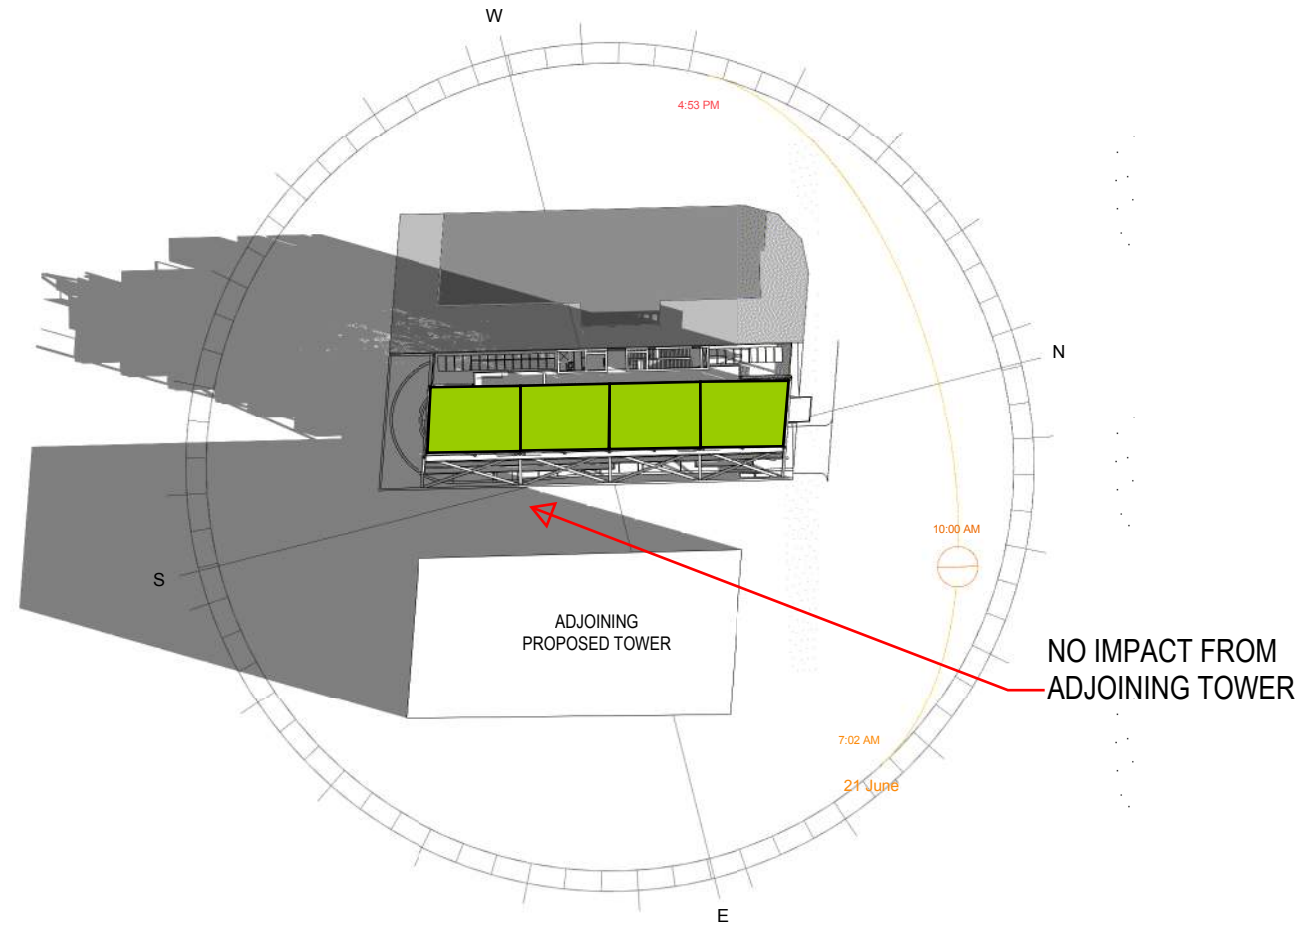 W
4:53 PM
N
10:00 AM
S
ADJOINING
PROPOSED TOWER
NO IMPACT FROM
ADJOINING TOWER
7:02 AM
21 June
E